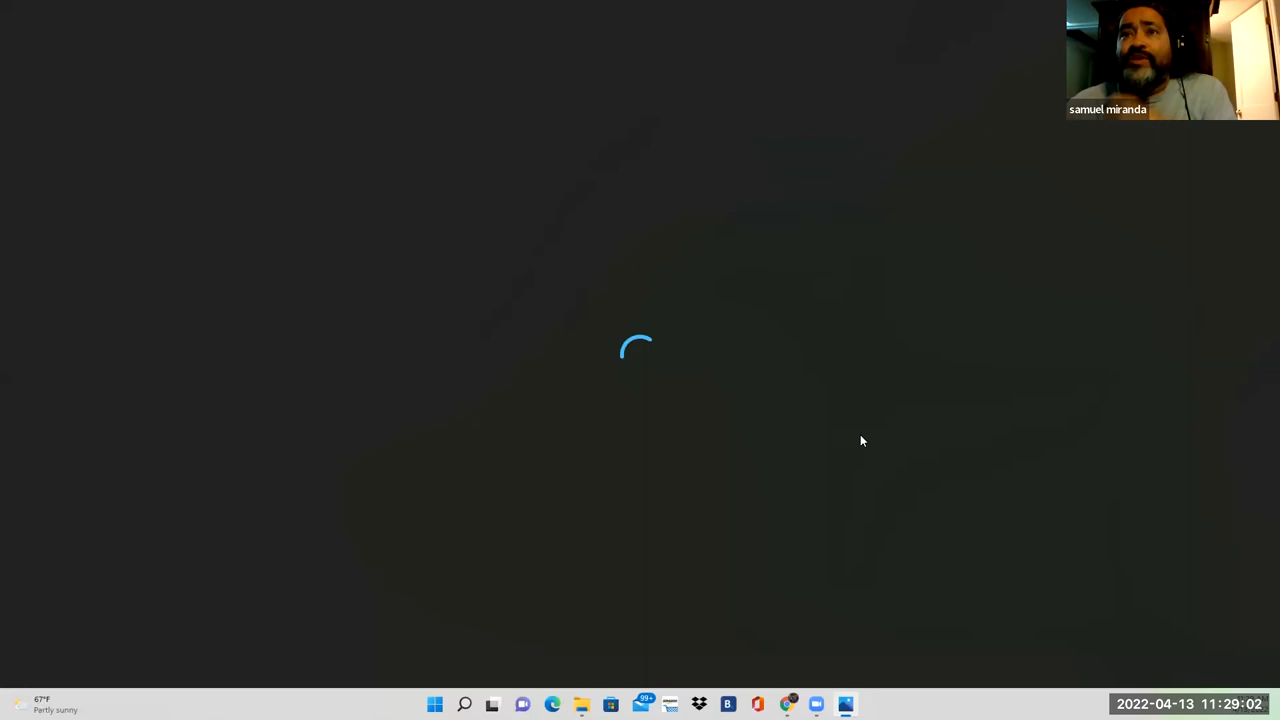 samuel miranda
67°F
Partly sunny
99+
B
2022-04-13 11:29:02